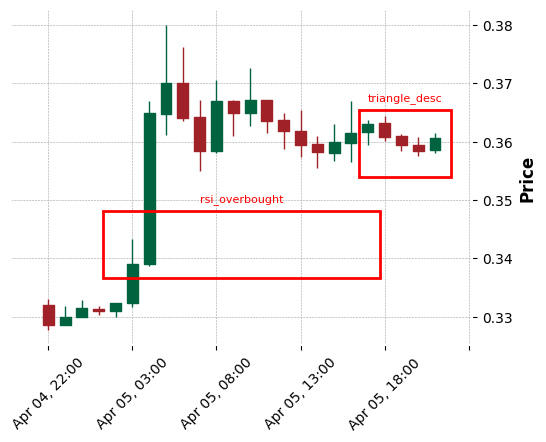 0.38
0.37
triangle_desc
0.36
Price
rsi_overbought
0.35
0.34
0.33
Apr 04, 22:00
Apr 05, 03:00
Apr 05, 08:00
Apr 05, 13:00
Apr 05, 18:00